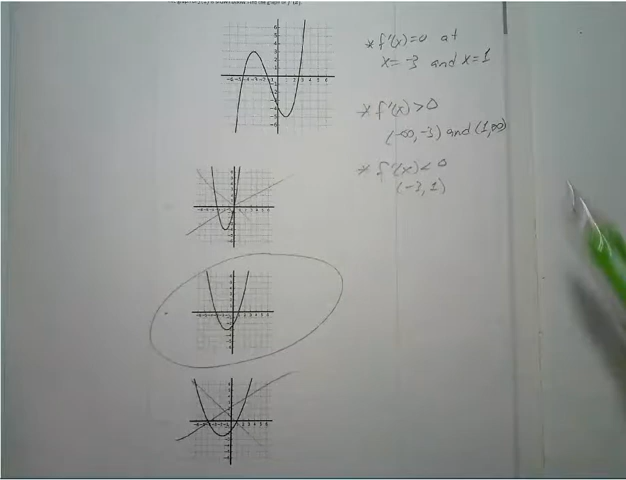 * f'(x)=0 at
x=-3 and x=1
* f'(x)>0
(-∞,-3) and (1,∞)
* f'(x)<0
(-3,1)